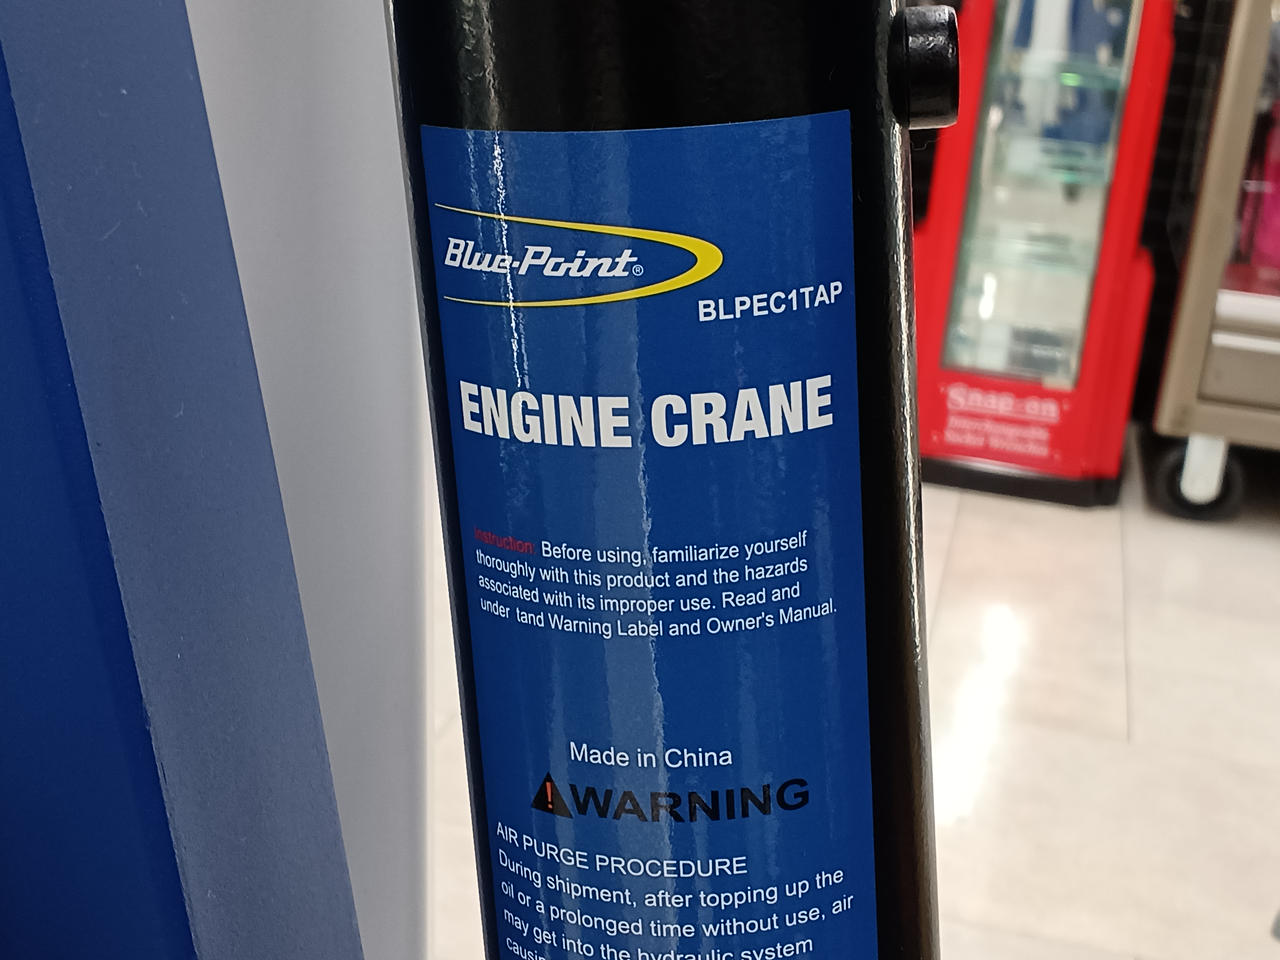 Blue-Point®
BLPEC1TAP
ENGINE CRANE
Instruction: Before using, familiarize yourself
thoroughly with this product and the hazards
associated with its improper use. Read and
under tand Warning Label and Owner's Manual.
Made in China
! WARNING
AIR PURGE PROCEDURE
During shipment, after topping up the
oil or a prolonged time without use, air
may get into the hydraulic system
Snap-on